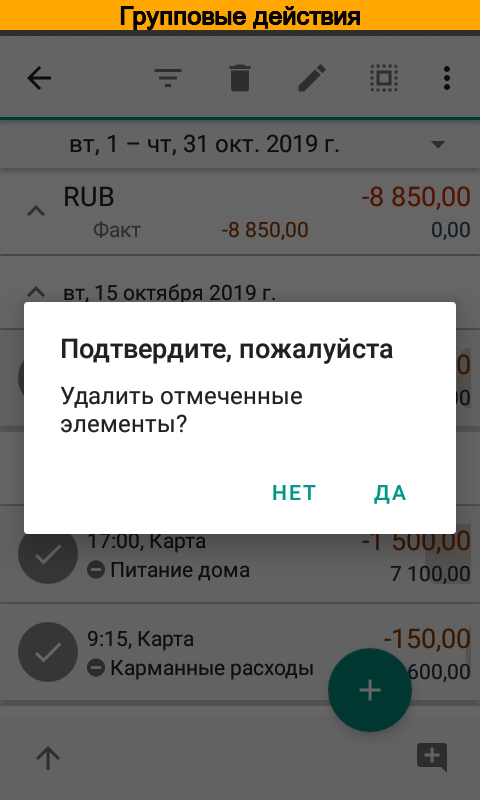 Групповые действия
вт, 1 – чт, 31 окт. 2019 г.
RUB -8 850,00
Факт -8 850,00 0,00
вт, 15 октября 2019 г.
Подтвердите, пожалуйста
Удалить отмеченные
элементы?
НЕТ ДА
17:00, Карта -1 500,00
Питание дома 7 100,00
9:15, Карта -150,00
Карманные расходы 600,00